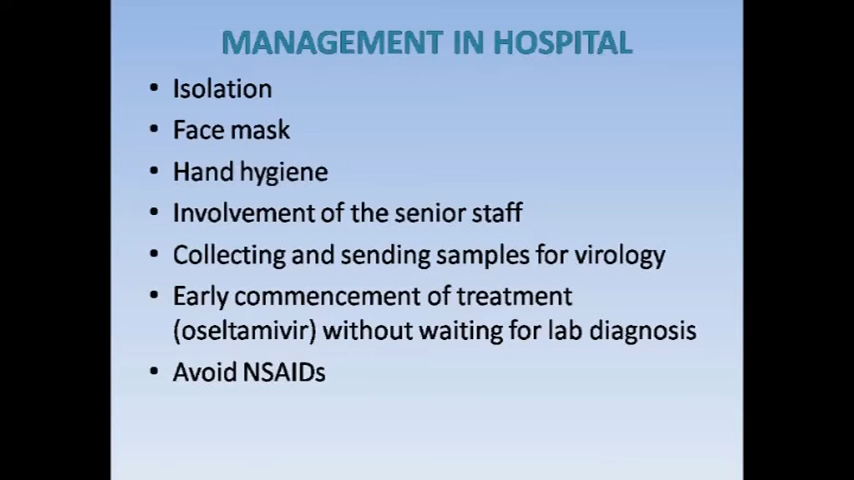 MANAGEMENT IN HOSPITAL
• Isolation
• Face mask
• Hand hygiene
• Involvement of the senior staff
• Collecting and sending samples for virology
• Early commencement of treatment
(oseltamivir) without waiting for lab diagnosis
• Avoid NSAIDs